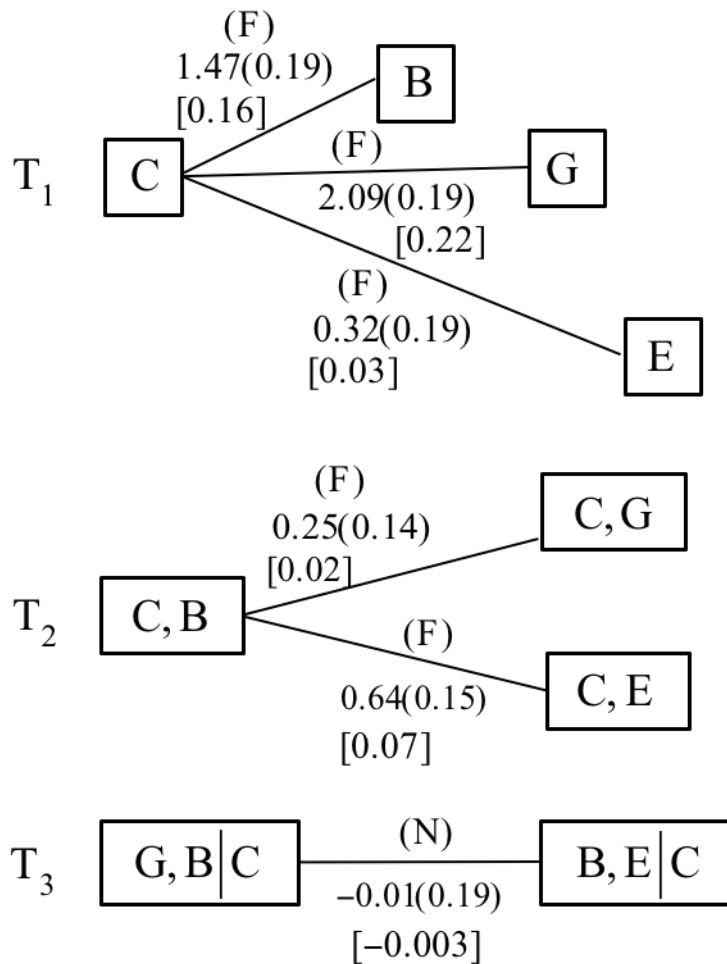 (F)
1.47(0.19)
[0.16]
B
T1
C
(F)
G
2.09(0.19)
[0.22]
(F)
0.32(0.19)
[0.03]
E
(F)
0.25(0.14)
[0.02]
C, G
T2
C, B
(F)
0.64(0.15)
[0.07]
C, E
T3
G, B|C
(N)
B, E|C
−0.01(0.19)
[−0.003]